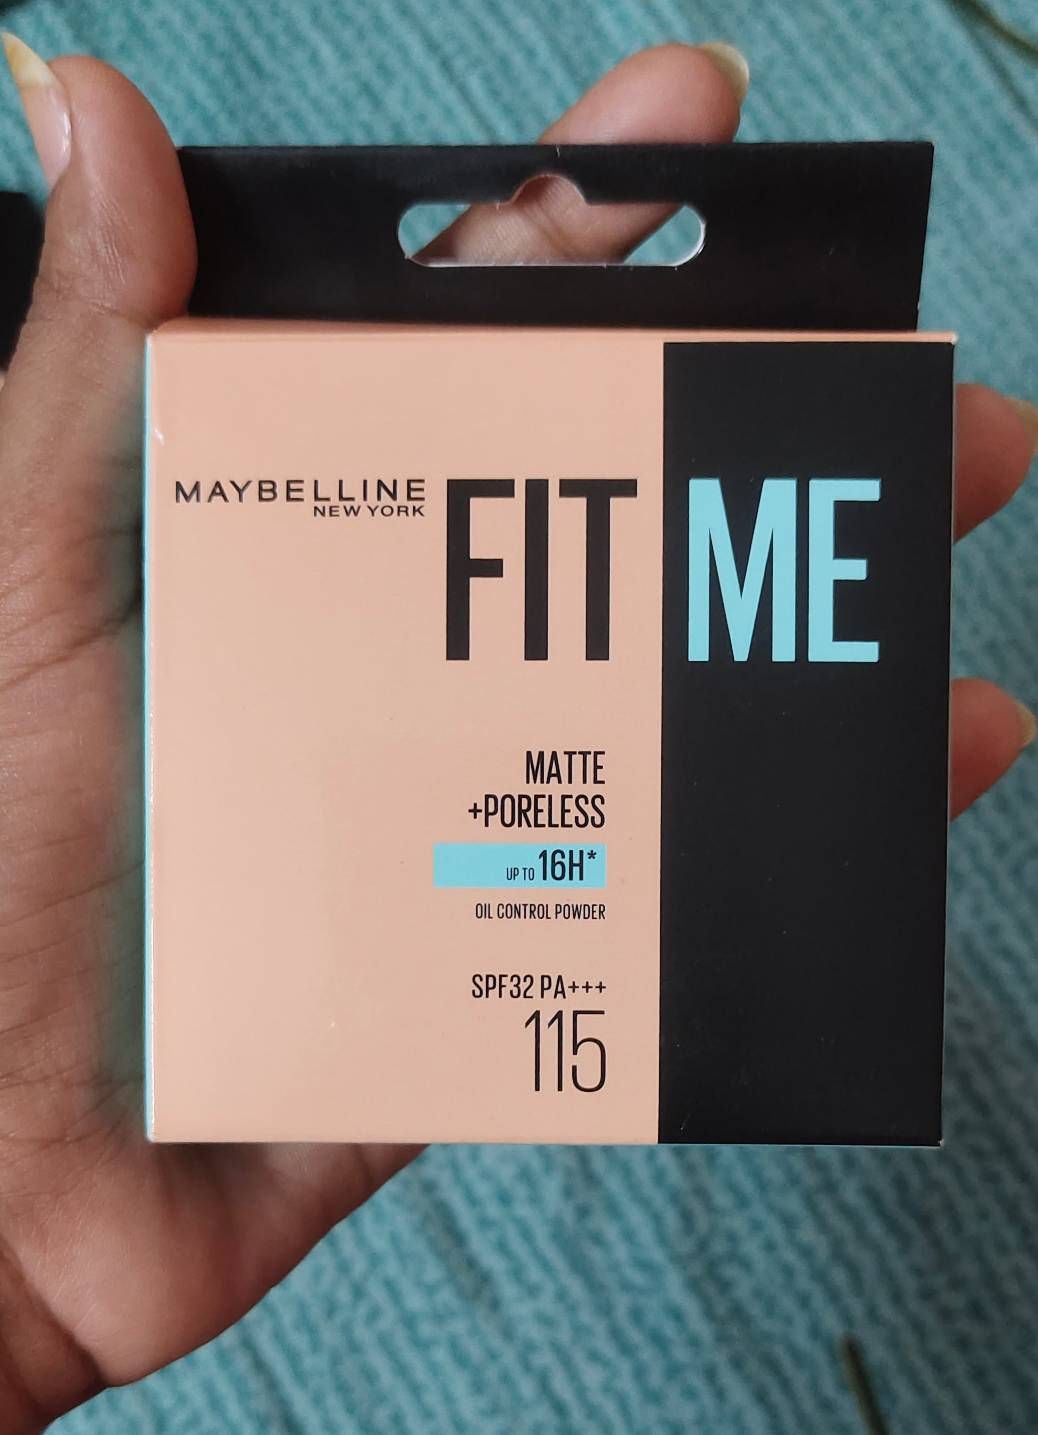 MAYBELLINE
NEW YORK
FIT ME
MATTE
+PORELESS
UP TO 16H*
OIL CONTROL POWDER
SPF32 PA+++
115